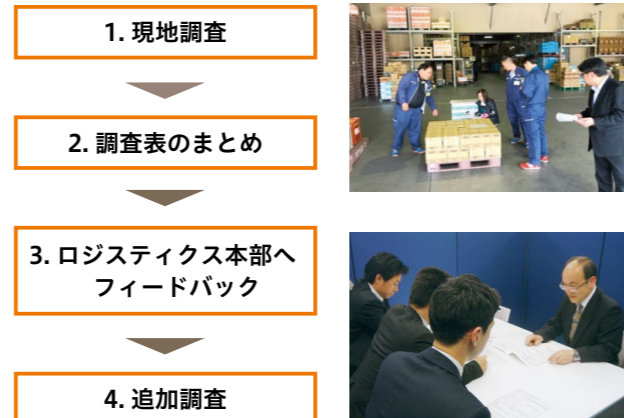 1. 現地調査
2. 調査表のまとめ
3. ロジスティクス本部へ
フィードバック
4. 追加調査